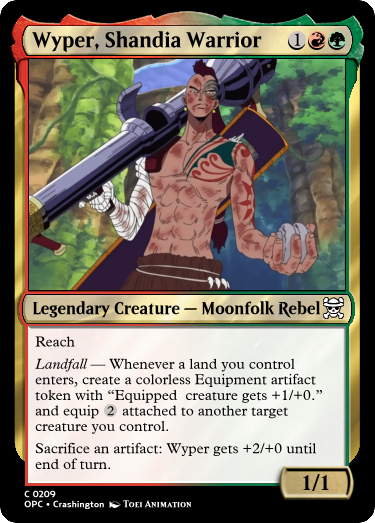 Wyper, Shandia Warrior 1
Legendary Creature — Moonfolk Rebel
Reach
Landfall — Whenever a land you control
enters, create a colorless Equipment artifact
token with “Equipped  creature gets +1/+0.”
and equip 2 attached to another target
creature you control.
Sacrifice an artifact: Wyper gets +2/+0 until
end of turn.
1/1
C 0209
OPC • Crashington TOEI ANIMATION